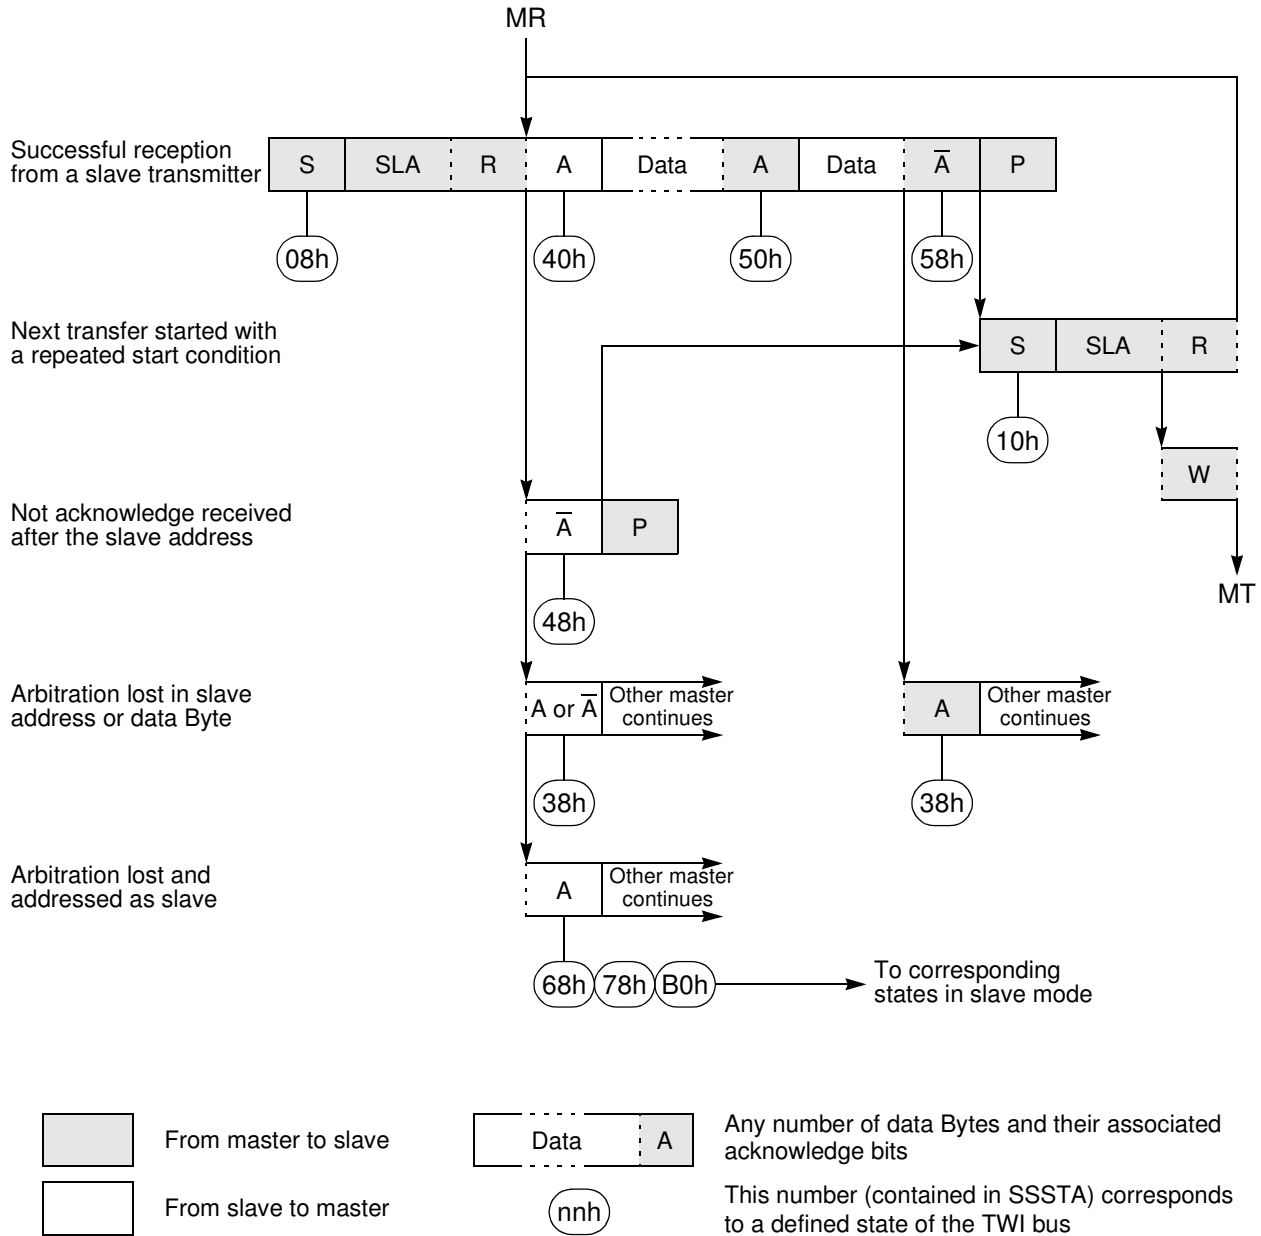 MR
Successful reception
from a slave transmitter
S SLA R A Data A Data A̅ P
08h 40h 50h 58h
Next transfer started with
a repeated start condition
S SLA R
10h
W
MT
Not acknowledge received
after the slave address
A̅ P
48h
Arbitration lost in slave
address or data Byte
A or A̅ Other master
continues
A Other master
continues
38h 38h
Arbitration lost and
addressed as slave
A Other master
continues
68h 78h B0h
To corresponding
states in slave mode
From master to slave
From slave to master
Data A
Any number of data Bytes and their associated
acknowledge bits
nnh
This number (contained in SSSTA) corresponds
to a defined state of the TWI bus